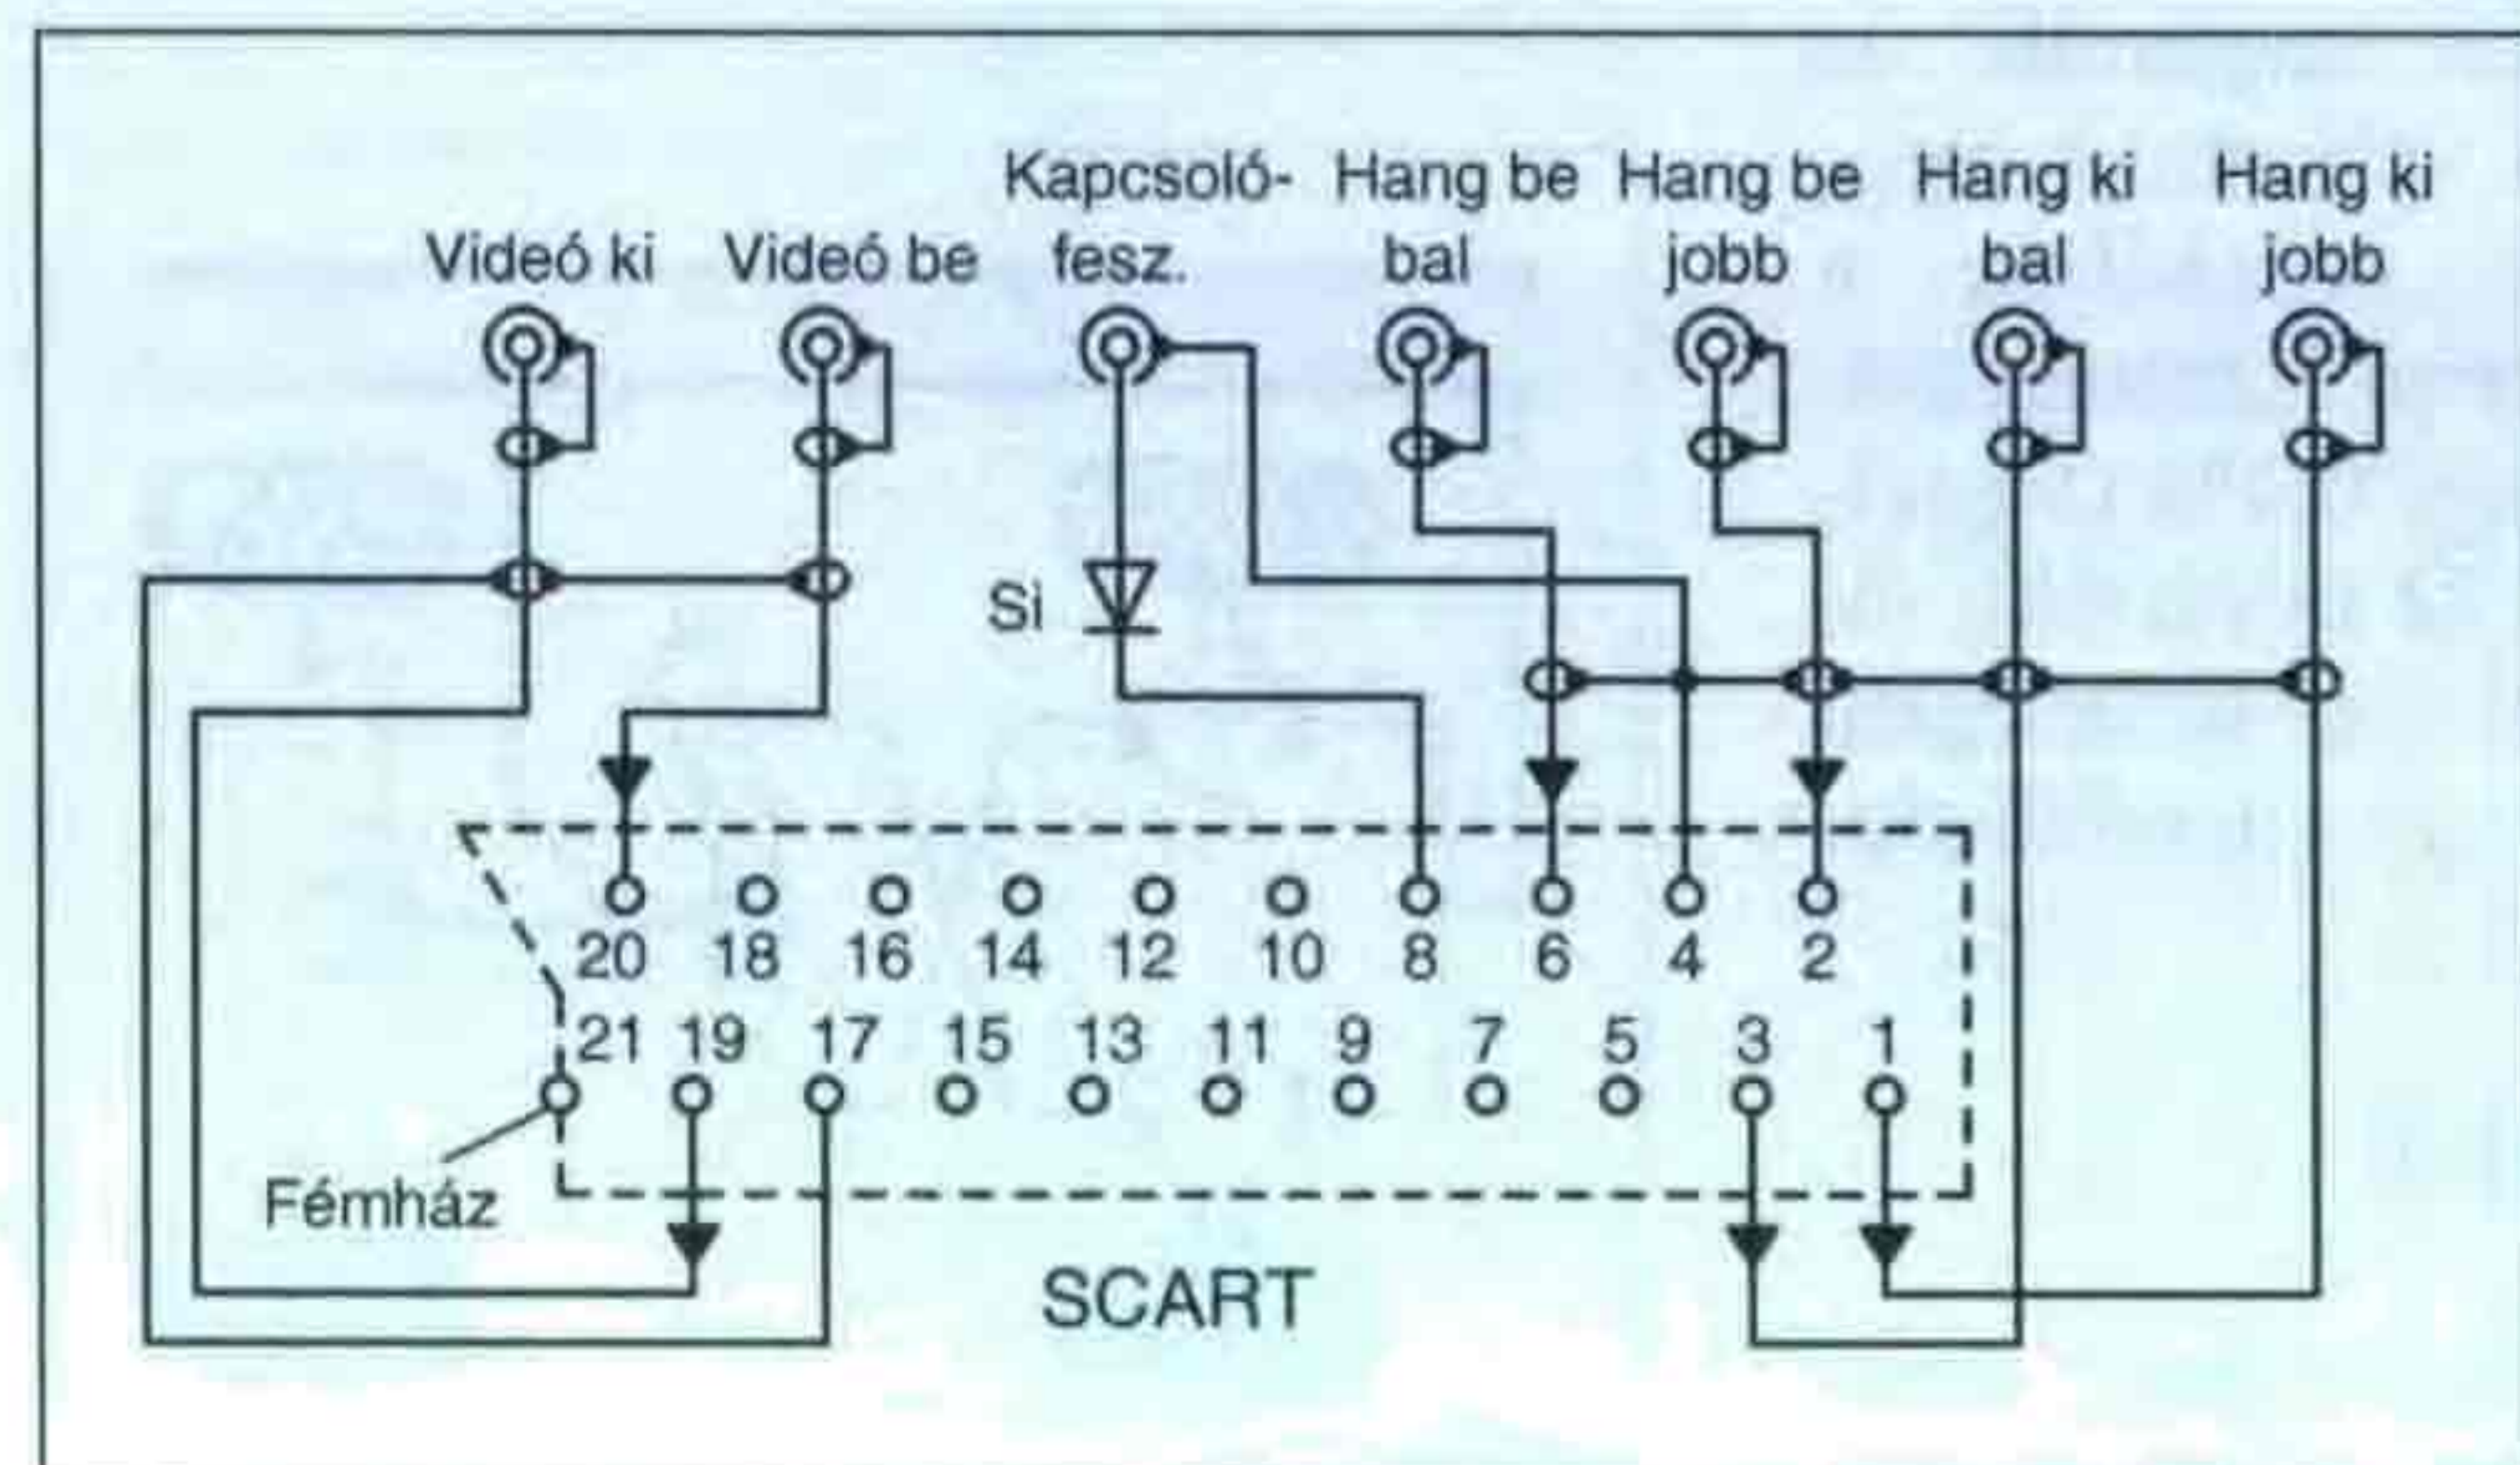 Videó ki
Videó be
Kapcsoló-
fesz.
Hang be
bal
Hang be
jobb
Hang ki
bal
Hang ki
jobb
Si
20 18 16 14 12 10 8 6 4 2
21 19 17 15 13 11 9 7 5 3 1
Fémház
SCART